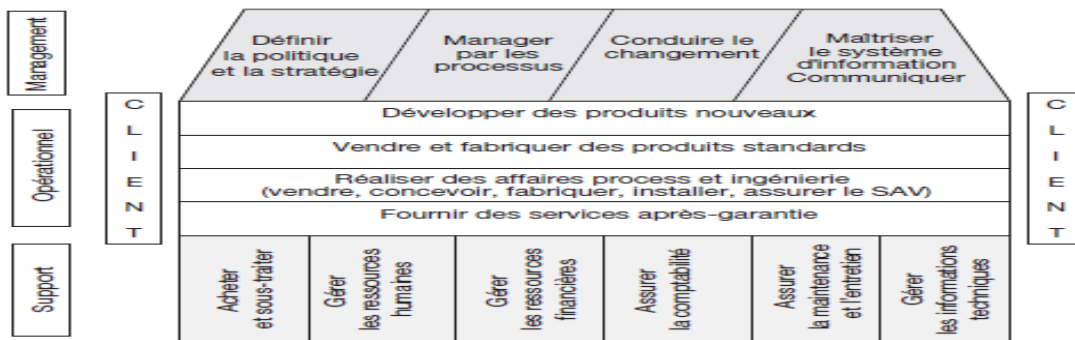 Management
Définir
la politique
et la stratégie
Manager
par les
processus
Conduire le
changement
Maîtriser
le système
d'information
Communiquer
Opérationnel
CLIENT
Développer des produits nouveaux
Vendre et fabriquer des produits standards
Réaliser des affaires process et ingénierie
(vendre, concevoir, fabriquer, installer, assurer le SAV)
Fournir des services après-garantie
CLIENT
Support
Acheter
et sous-traiter
Gérer
les ressources
humaines
Gérer
les ressources
financières
Assurer
la comptabilité
Assurer
la maintenance
et l'entretien
Gérer
les informations
techniques